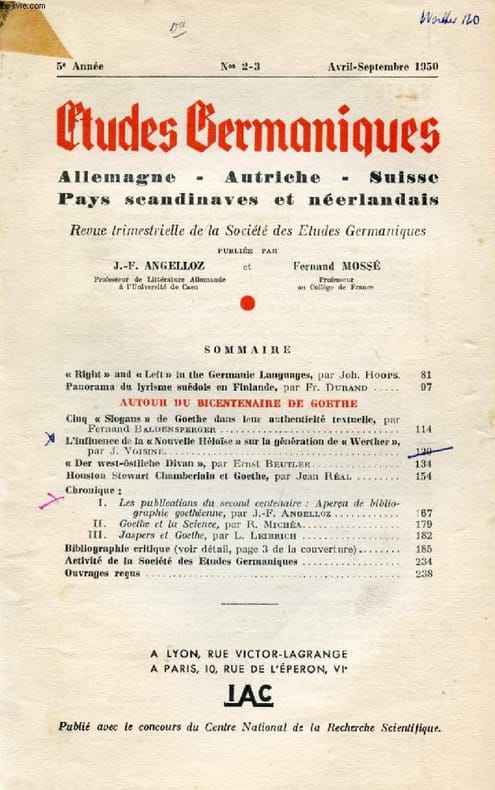 le-livre.com
Werther 120
5e Année Nos 2-3 Avril-Septembre 1950
Etudes Germaniques
Allemagne - Autriche - Suisse
Pays scandinaves et néerlandais
Revue trimestrielle de la Société des Etudes Germaniques
PUBLIÉE PAR
J.-F. ANGELLOZ et Fernand MOSSÉ
Professeur de Littérature Allemande
à l'Université de Caen
Professeur
au Collège de France
SOMMAIRE
« Right » and « Left » in the Germanic Languages, par Joh. HOOPS. 81
Panorama du lyrisme suédois en Finlande, par Fr. DURAND ..... 97
AUTOUR DU BICENTENAIRE DE GOETHE
Cinq « Slogans » de Goethe dans leur authenticité textuelle, par
Fernand BALDENSPERGER ........................ 114
L'influence de la « Nouvelle Héloïse » sur la génération de « Werther »,
par J. VOISINE ........................ 120
« Der west-östliche Divan », par Ernst BEUTLER ........................ 134
Houston Stewart Chamberlain et Goethe, par Jean RÉAL .... 154
Chronique :
I. Les publications du second centenaire : Aperçu de biblio-
graphie goethéenne, par J.-F. ANGELLOZ ........................ 167
II. Goethe et la Science, par R. MICHÉA ........................ 179
III. Jaspers et Goethe, par L. LEIBRICH ........................ 182
Bibliographie critique (voir détail, page 3 de la couverture) ........ 185
Activité de la Société des Etudes Germaniques ........................ 234
Ouvrages reçus ........................ 238
A LYON, RUE VICTOR-LAGRANGE
A PARIS, 10, RUE DE L'ÉPERON, VIe
IAC
Publié avec le concours du Centre National de la Recherche Scientifique.